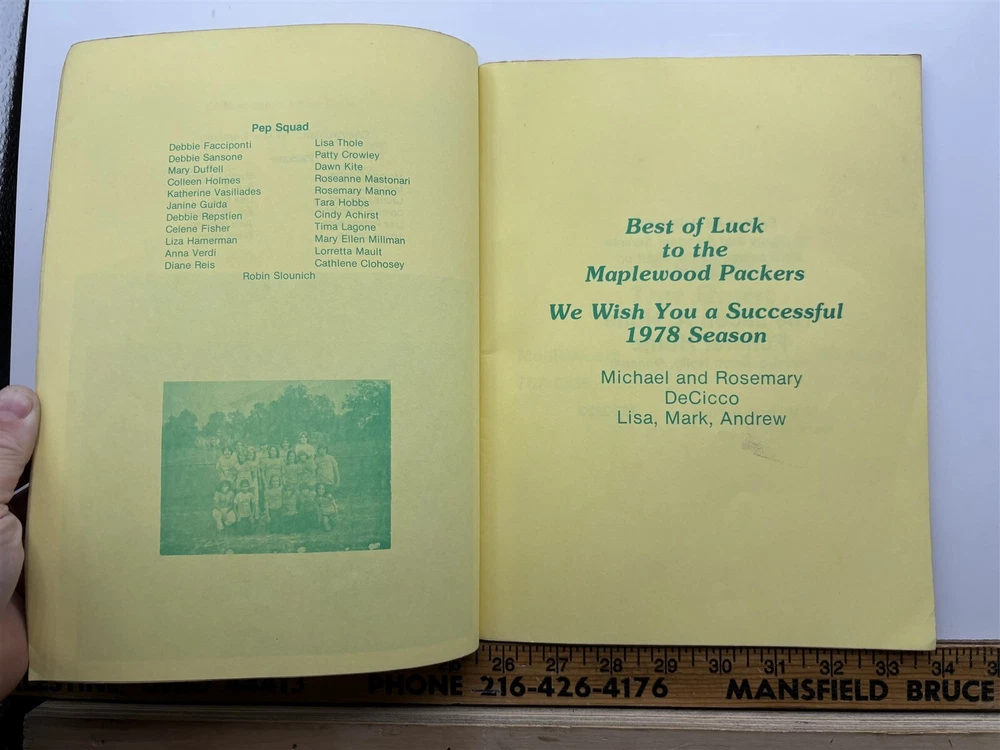 Pep Squad
Debbie Facciponti
Debbie Sansone
Mary Duffell
Colleen Holmes
Katherine Vasiliades
Janine Guida
Debbie Repstien
Celene Fisher
Liza Hamerman
Anna Verdi
Diane Reis
Lisa Thole
Patty Crowley
Dawn Kite
Roseanne Mastonari
Rosemary Manno
Tara Hobbs
Cindy Achirst
Tima Lagone
Mary Ellen Millman
Lorretta Mault
Cathlene Clohosey
Robin Slounich
Best of Luck
to the
Maplewood Packers
We Wish You a Successful
1978 Season
Michael and Rosemary
DeCicco
Lisa, Mark, Andrew
26 27 28 29 30 31 32 33 34
PHONE 216-426-4176 MANSFIELD BRUCE